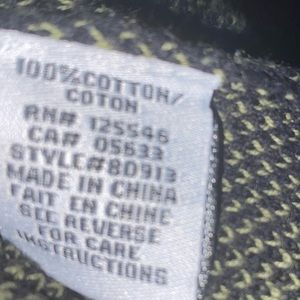 100%COTTON/
COTON
RN# 125546
CA# 05633
STYLE#80913
MADE IN CHINA
FAIT EN CHINE
SEE REVERSE
FOR CARE
INSTRUCTIONS